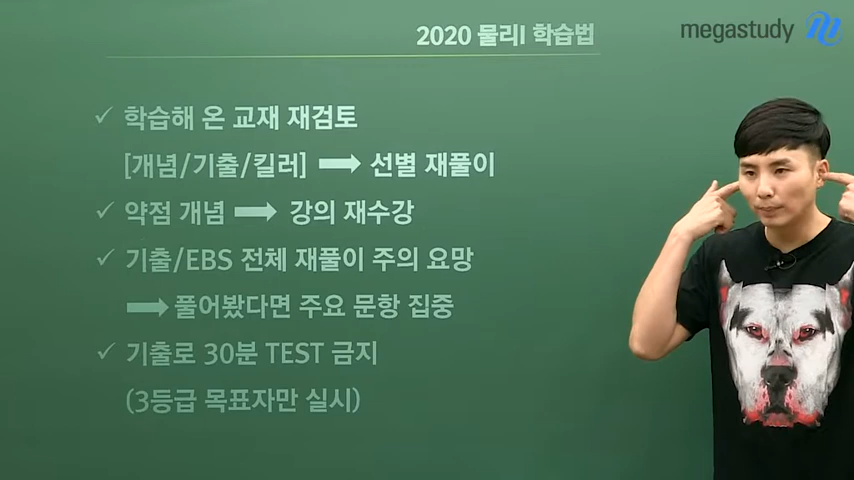 2020 물리I 학습법
megastudy
✓ 학습해 온 교재 재검토
[개념/기출/킬러] ➡ 선별 재풀이
✓ 약점 개념 ➡ 강의 재수강
✓ 기출/EBS 전체 재풀이 주의 요망
➡ 풀어봤다면 주요 문항 집중
✓ 기출로 30분 TEST 금지
(3등급 목표자만 실시)